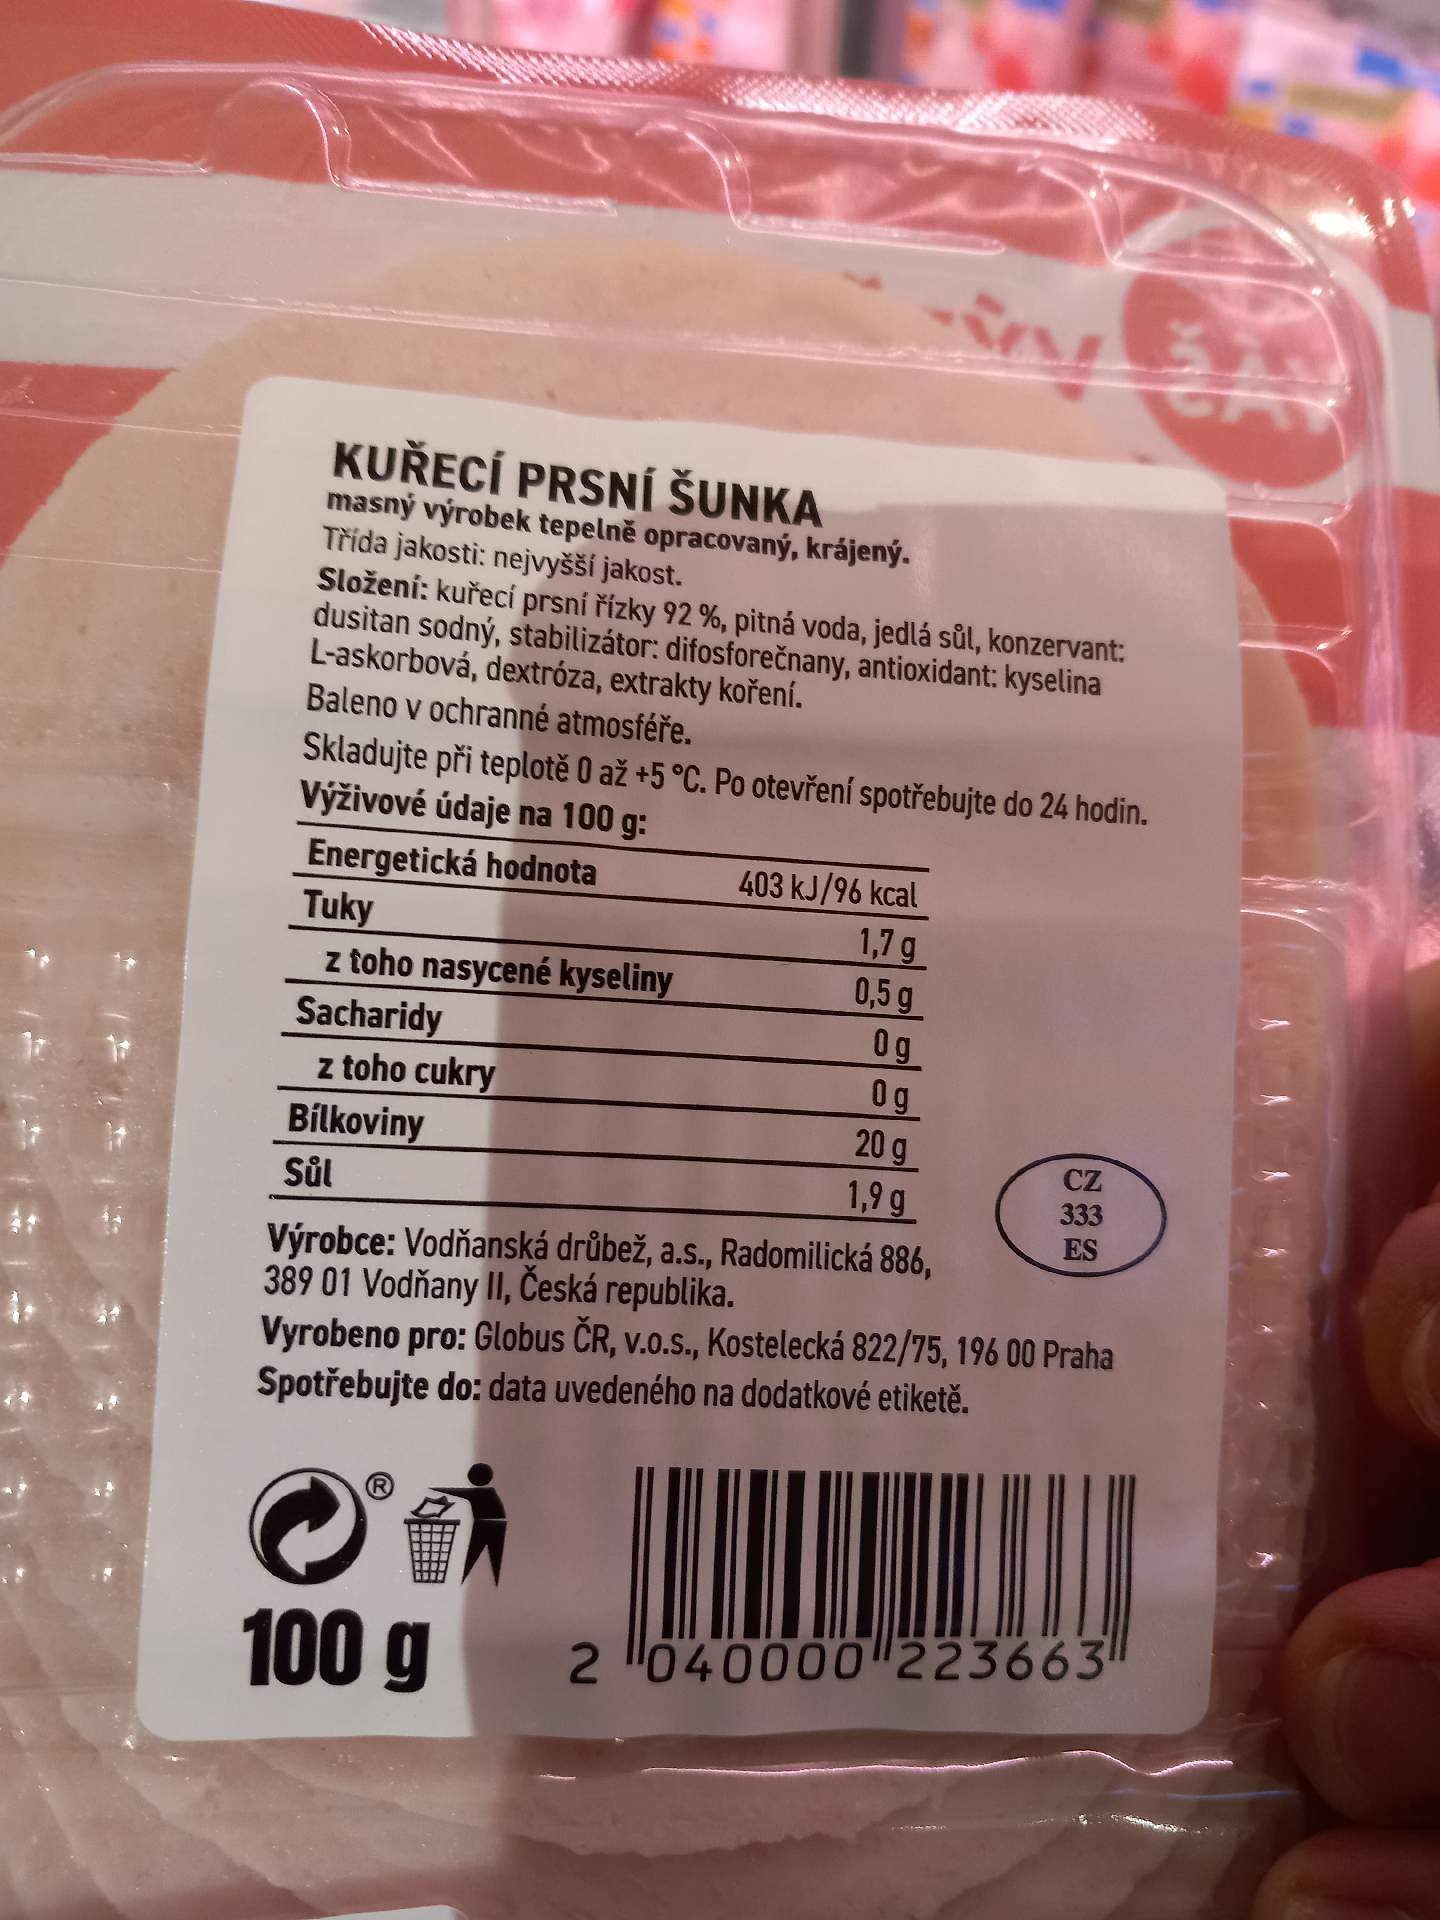 KUŘECÍ PRSNÍ ŠUNKA
masný výrobek tepelně opracovaný, krájený.
Třída jakosti: nejvyšší jakost.
Složení: kuřecí prsní řízky 92 %, pitná voda, jedlá sůl, konzervant:
dusitan sodný, stabilizátor: difosforečnany, antioxidant: kyselina
L-askorbová, dextróza, extrakty koření.
Baleno v ochranné atmosféře.
Skladujte při teplotě 0 až +5 °C. Po otevření spotřebujte do 24 hodin.
Výživové údaje na 100 g:
Energetická hodnota 403 kJ/96 kcal
Tuky 1,7 g
z toho nasycené kyseliny 0,5 g
Sacharidy 0 g
z toho cukry 0 g
Bílkoviny 20 g
Sůl 1,9 g
CZ
333
ES
Výrobce: Vodňanská drůbež, a.s., Radomilická 886,
389 01 Vodňany II, Česká republika.
Vyrobeno pro: Globus ČR, v.o.s., Kostelecká 822/75, 196 00 Praha
Spotřebujte do: data uvedeného na dodatkové etiketě.
®
100 g
2 040000 223663